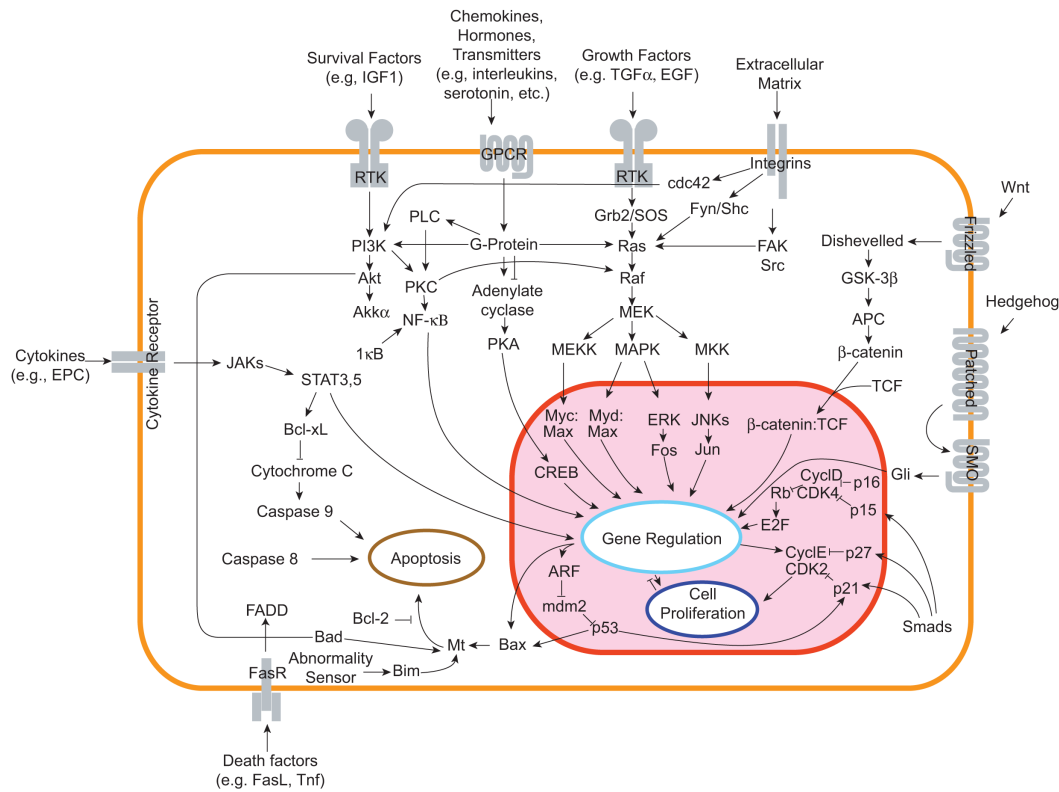 Chemokines,
Hormones,
Transmitters
(e.g, interleukins,
serotonin, etc.)
Survival Factors
(e.g, IGF1)
Growth Factors
(e.g. TGFα, EGF)
Extracellular
Matrix
GPCR
Integrins
RTK
RTK
cdc42
Wnt
Fyn/Shc
PLC
Grb2/SOS
Frizzled
PI3K
G-Protein
Ras
FAK
Src
Dishevelled
Akt
PKC
Raf
GSK-3β
Adenylate
cyclase
Hedgehog
Akkα
NF-κB
MEK
APC
1κB
PKA
MEKK
MAPK
MKK
β-catenin
Cytokines
(e.g., EPC)
Cytokine Receptor
JAKs
STAT3,5
TCF
Patched
Myc:
Max
Myd:
Max
ERK
JNKs
β-catenin:TCF
Bcl-xL
Fos
Jun
SMO
Cytochrome C
CREB
Gli
CyclD
p16
Rb
CDK4
p15
Caspase 9
E2F
Gene Regulation
Caspase 8
Apoptosis
CyclE
p27
CDK2
ARF
p21
FADD
Bcl-2
mdm2
Cell
Proliferation
p53
Smads
Bad
Mt
Bax
Abnormality
Sensor
Bim
FasR
Death factors
(e.g. FasL, Tnf)